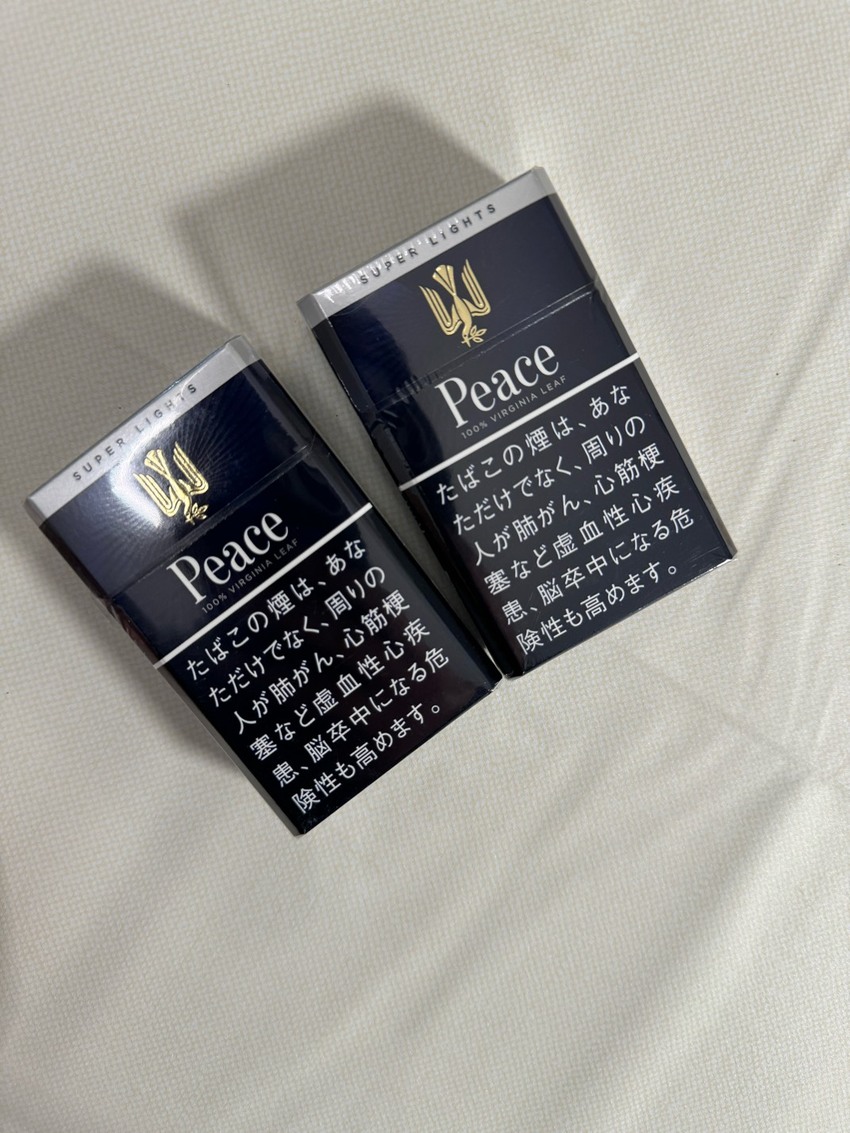 SUPER LIGHTS
Peace
100% VIRGINIA LEAF
たばこの煙は、あな
ただけでなく、周りの
人が肺がん、心筋梗
塞など虚血性心疾
患、脳卒中になる危
険性も高めます。
SUPER LIGHTS
Peace
100% VIRGINIA LEAF
たばこの煙は、あな
ただけでなく、周りの
人が肺がん、心筋梗
塞など虚血性心疾
患、脳卒中になる危
険性も高めます。